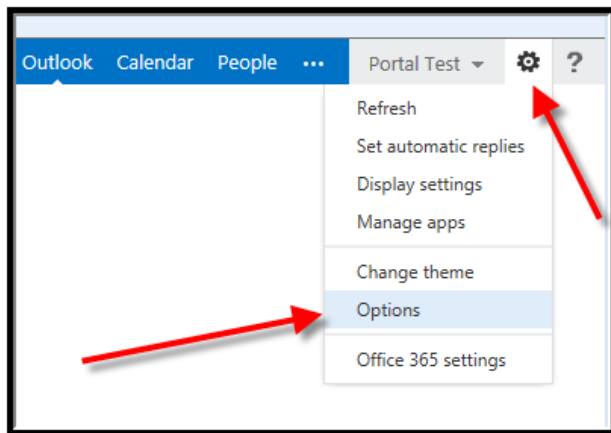 Outlook Calendar People ••• Portal Test ?
Refresh
Set automatic replies
Display settings
Manage apps
Change theme
Options
Office 365 settings